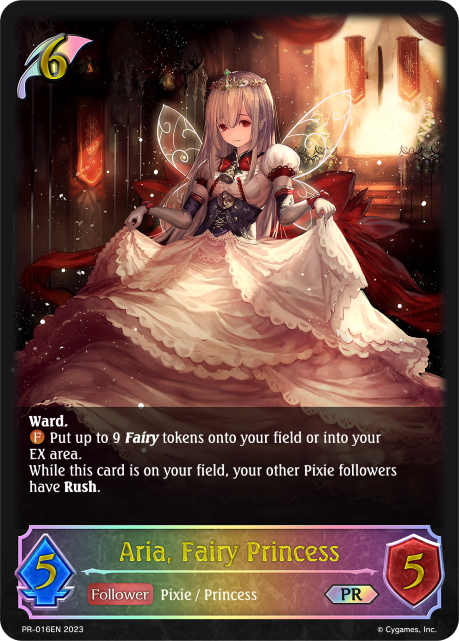 6
Ward.
F Put up to 9 Fairy tokens onto your field or into your
EX area.
While this card is on your field, your other Pixie followers
have Rush.
Aria, Fairy Princess
5
5
Follower Pixie / Princess
PR
PR-016EN 2023
© Cygames, Inc.